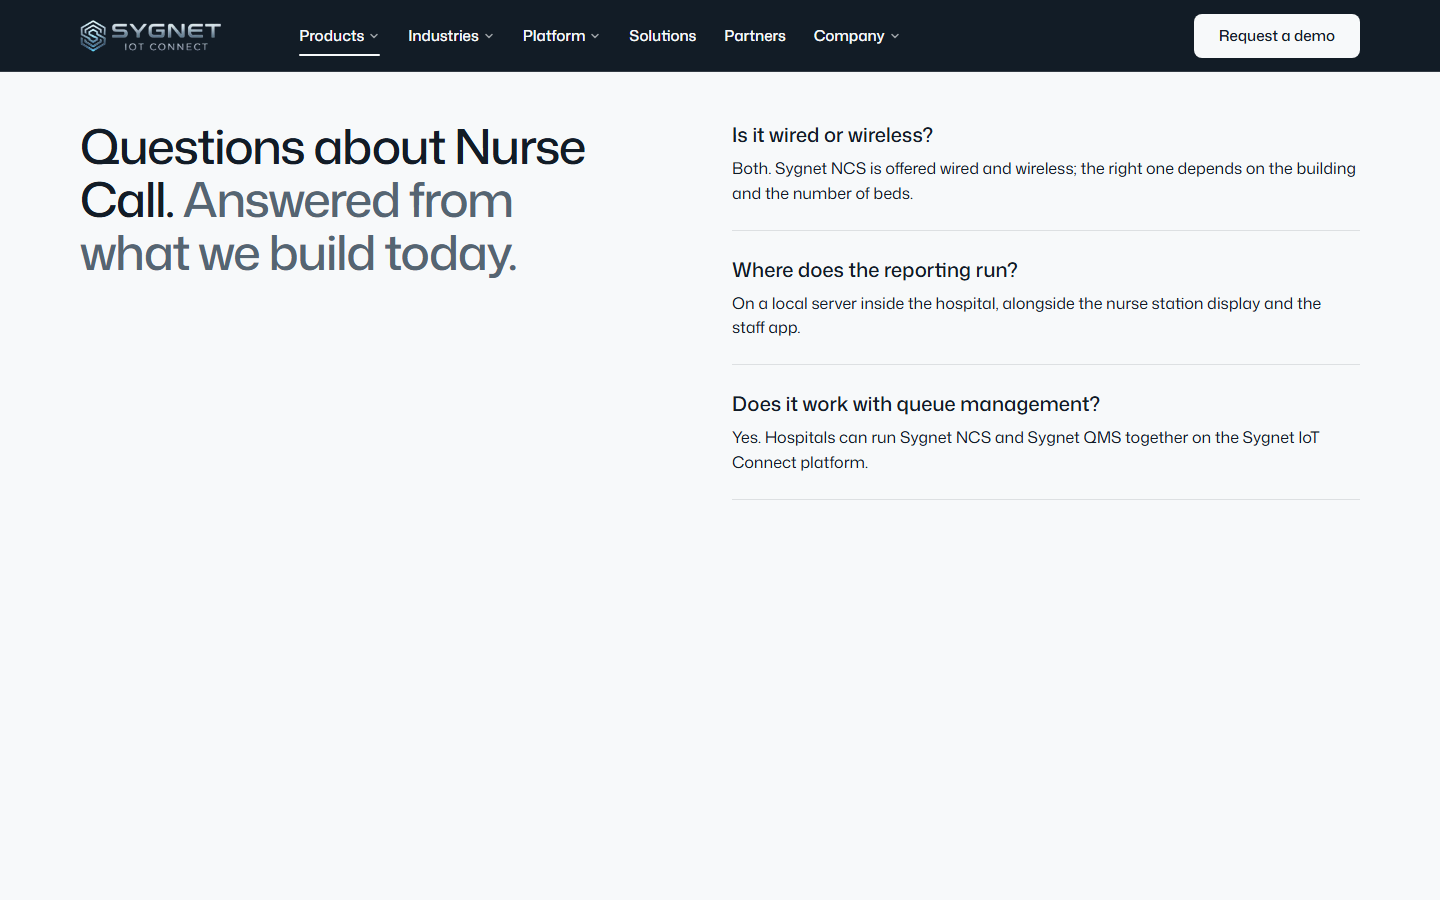 SYGNET
IOT CONNECT
Products
Industries
Platform
Solutions
Partners
Company
Request a demo
Questions about Nurse
Call. Answered from
what we build today.
Is it wired or wireless?
Both. Sygnet NCS is offered wired and wireless; the right one depends on the building
and the number of beds.
Where does the reporting run?
On a local server inside the hospital, alongside the nurse station display and the
staff app.
Does it work with queue management?
Yes. Hospitals can run Sygnet NCS and Sygnet QMS together on the Sygnet IoT
Connect platform.